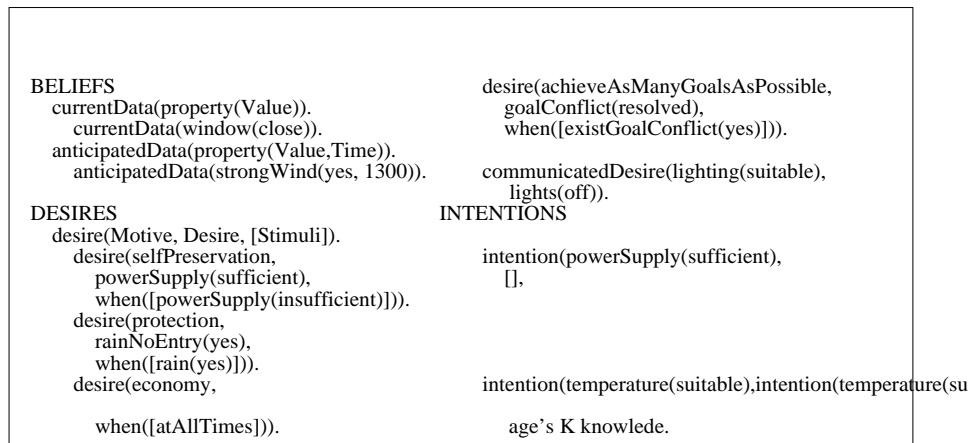 BELIEFS
currentData(property(Value)).
currentData(window(close)).
anticipatedData(property(Value,Time)).
anticipatedData(strongWind(yes, 1300)).
DESIRES
desire(Motive, Desire, [Stimuli]).
desire(selfPreservation,
powerSupply(sufficient),
when([powerSupply(insufficient)])).
desire(protection,
rainNoEntry(yes),
when([rain(yes)])).
desire(economy,
when([atAllTimes])).
desire(achieveAsManyGoalsAsPossible,
goalConflict(resolved),
when([existGoalConflict(yes)])).
communicatedDesire(lighting(suitable),
lights(off)).
INTENTIONS
intention(powerSupply(sufficient),
[],
intention(temperature(suitable),intention(temperature(su
age's K knowlede.